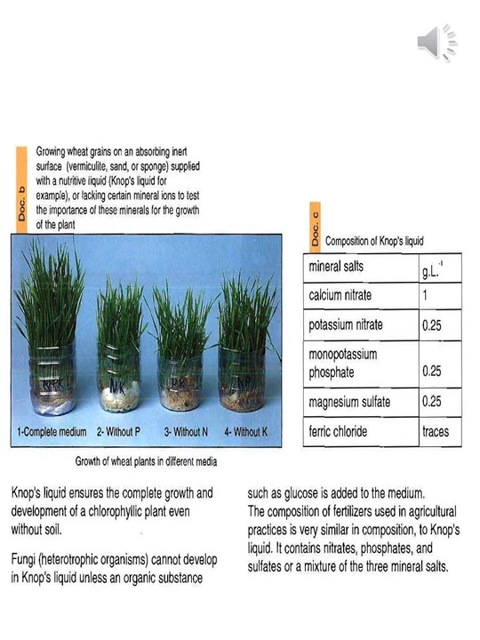 Doc. b
Growing wheat grains on an absorbing inert
surface (vermiculite, sand, or sponge) supplied
with a nutritive liquid (Knop's liquid for
example), or lacking certain mineral ions to test
the importance of these minerals for the growth
of the plant
NK
PK
1-Complete medium 2- Without P 3- Without N 4- Without K
Growth of wheat plants in different media
Doc. c
Composition of Knop's liquid
mineral salts g.L.⁻¹
calcium nitrate 1
potassium nitrate 0.25
monopotassium
phosphate 0.25
magnesium sulfate 0.25
ferric chloride traces
Knop's liquid ensures the complete growth and
development of a chlorophyllic plant even
without soil.
Fungi (heterotrophic organisms) cannot develop
in Knop's liquid unless an organic substance
such as glucose is added to the medium.
The composition of fertilizers used in agricultural
practices is very similar in composition, to Knop's
liquid. It contains nitrates, phosphates, and
sulfates or a mixture of the three mineral salts.